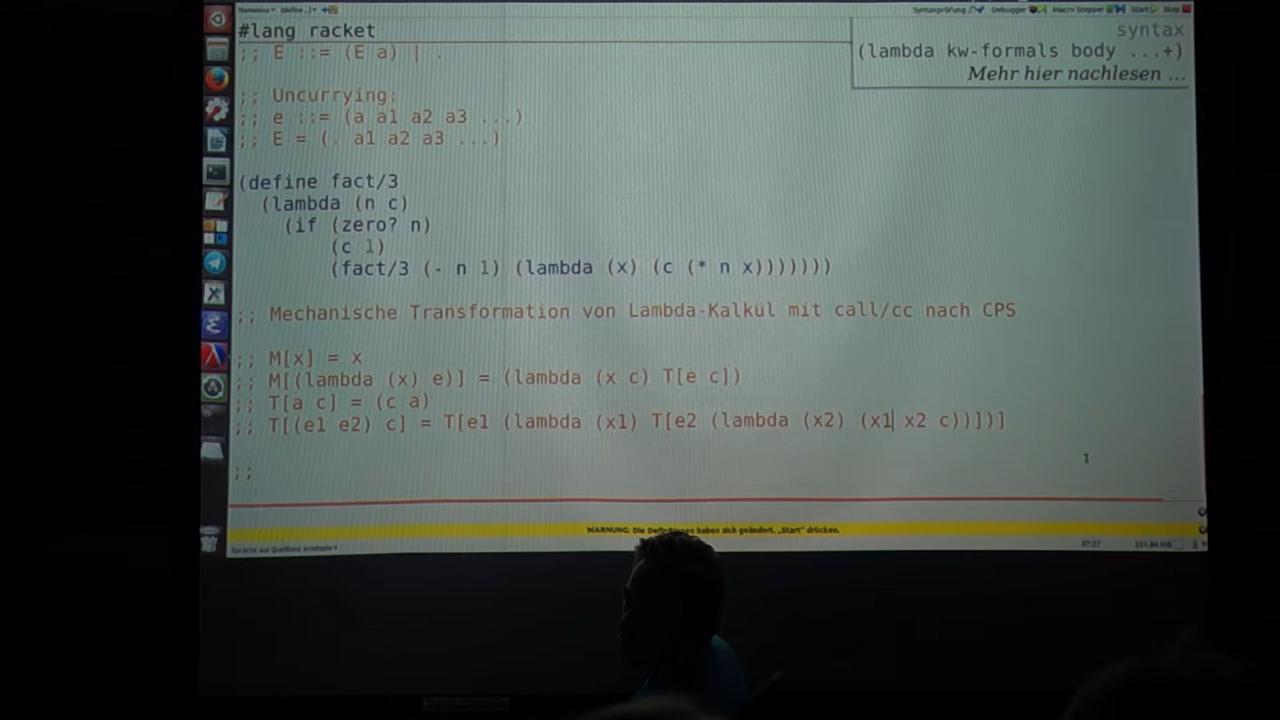 Syntaxprüfung Debugger Macro Stepper Start Stop
#lang racket
syntax
(lambda kw-formals body ...+)
Mehr hier nachlesen ...
;; E ::= (E a) | .
;; Uncurrying:
;; e ::= (a a1 a2 a3 ...)
;; E = (. a1 a2 a3 ...)
(define fact/3
(lambda (n c)
(if (zero? n)
(c 1)
(fact/3 (- n 1) (lambda (x) (c (* n x)))))))
;; Mechanische Transformation von Lambda-Kalkül mit call/cc nach CPS
;; M[x] = x
;; M[(lambda (x) e)] = (lambda (x c) T[e c])
;; T[a c] = (c a)
;; T[(e1 e2) c] = T[e1 (lambda (x1) T[e2 (lambda (x2) (x1 x2 c))])]
;;
WARNUNG: Die Definitionen haben sich geändert. „Start“ drücken.